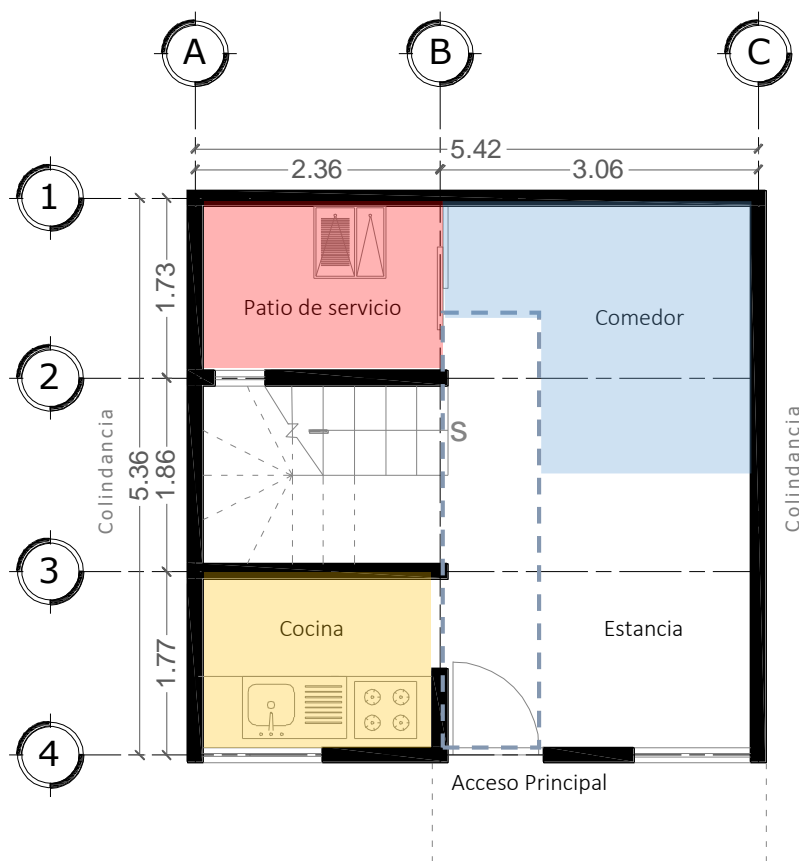 A
B
C
5.42
2.36
3.06
1
1.73
Patio de servicio
Comedor
2
Colindancia
5.36
1.86
S
Colindancia
3
Cocina
Estancia
1.77
4
Acceso Principal